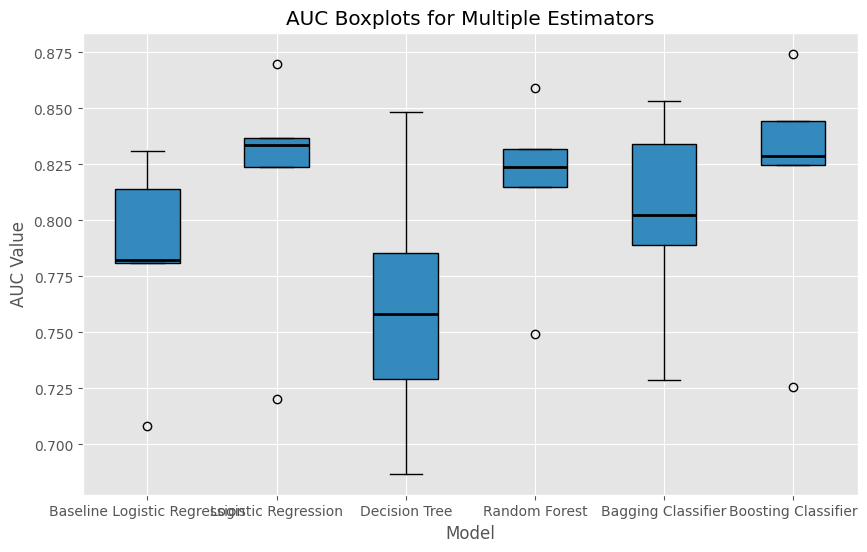 AUC Boxplots for Multiple Estimators
0.875
0.850
0.825
0.800
0.775
0.750
0.725
0.700
AUC Value
Baseline Logistic Regression Logistic Regression Decision Tree Random Forest Bagging Classifier Boosting Classifier
Model